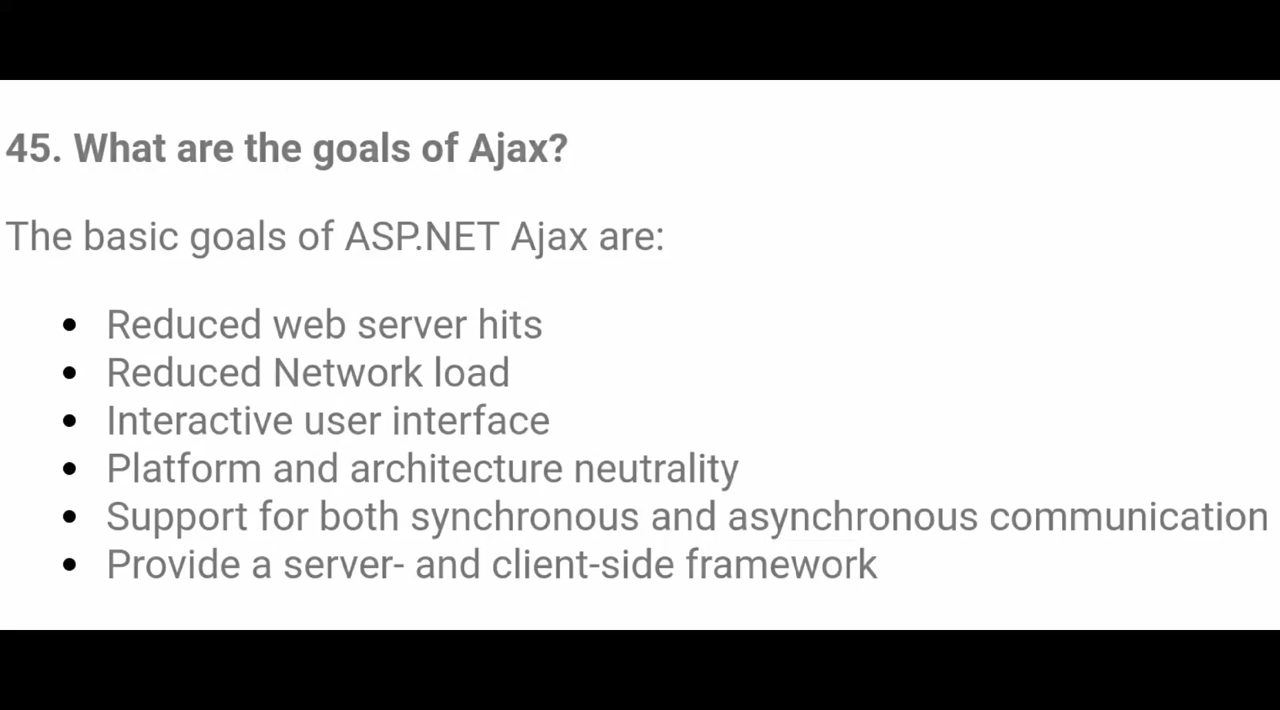 45. What are the goals of Ajax?
The basic goals of ASP.NET Ajax are:
• Reduced web server hits
• Reduced Network load
• Interactive user interface
• Platform and architecture neutrality
• Support for both synchronous and asynchronous communication
• Provide a server- and client-side framework